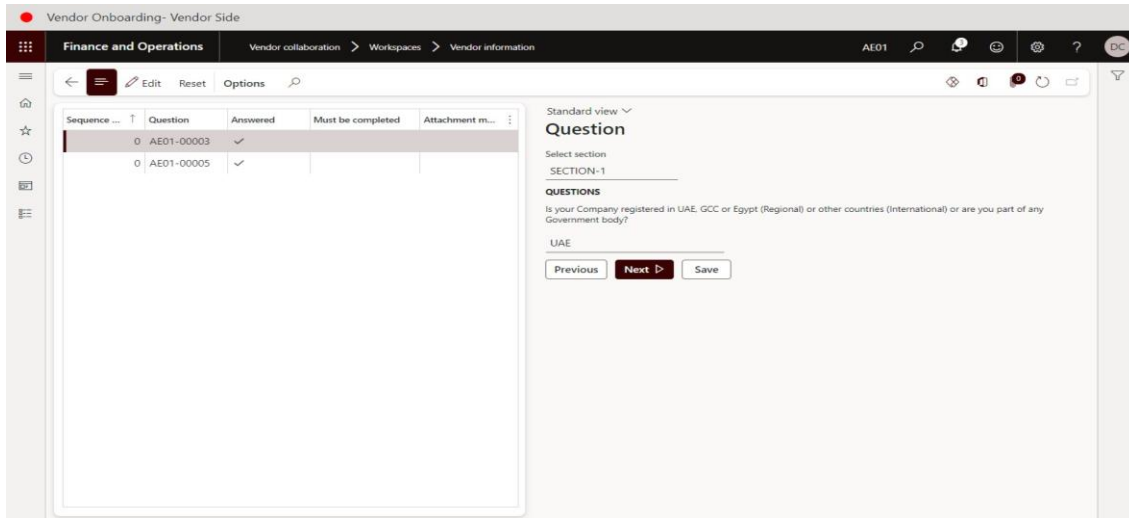 Vendor Onboarding- Vendor Side
Finance and Operations Vendor collaboration > Workspaces > Vendor information AE01 ? DC
Edit Reset Options 0
Sequence ... ↑ Question Answered Must be completed Attachment m...
0 AE01-00003 ✓
0 AE01-00005 ✓
Standard view
Question
Select section
SECTION-1
QUESTIONS
Is your Company registered in UAE, GCC or Egypt (Regional) or other countries (International) or are you part of any
Government body?
UAE
Previous Next Save